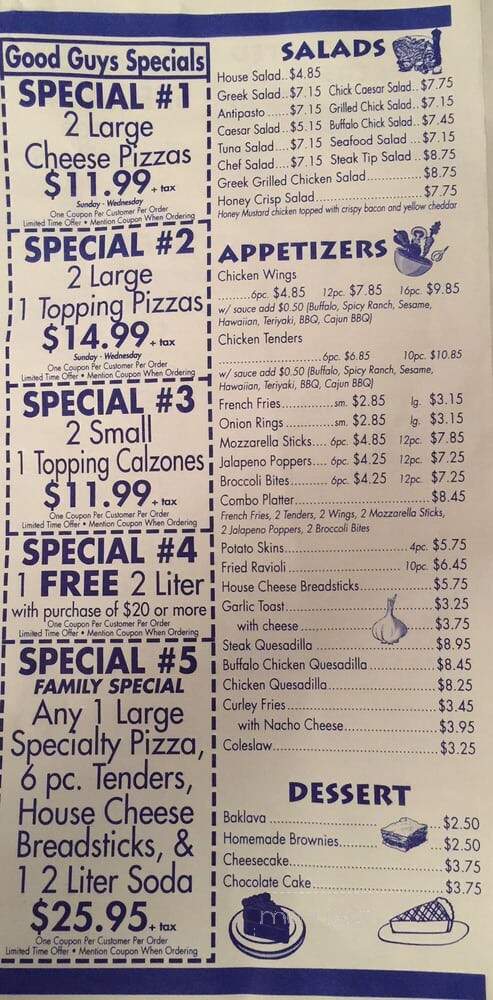 Good Guys Specials
SPECIAL #1
2 Large
Cheese Pizzas
$11.99 + tax
Sunday - Wednesday
One Coupon Per Customer Per Order
Limited Time Offer • Mention Coupon When Ordering
SPECIAL #2
2 Large
1 Topping Pizzas
$14.99 + tax
Sunday - Wednesday
One Coupon Per Customer Per Order
Limited Time Offer • Mention Coupon When Ordering
SPECIAL #3
2 Small
1 Topping Calzones
$11.99 + tax
One Coupon Per Customer Per Order
Limited Time Offer • Mention Coupon When Ordering
SPECIAL #4
1 FREE 2 Liter
with purchase of $20 or more
One Coupon Per Customer Per Order
Limited Time Offer • Mention Coupon When Ordering
SPECIAL #5
FAMILY SPECIAL
Any 1 Large
Specialty Pizza,
6 pc. Tenders,
House Cheese
Breadsticks, &
1 2 Liter Soda
$25.95 + tax
One Coupon Per Customer Per Order
Limited Time Offer • Mention Coupon When Ordering
SALADS
House Salad..$4.85
Greek Salad..$7.15 Chick Caesar Salad..$7.75
Antipasto.....$7.15 Grilled Chick Salad..$7.15
Caesar Salad..$5.15 Buffalo Chick Salad..$7.45
Tuna Salad....$7.15 Seafood Salad ...$7.15
Chef Salad....$7.15 Steak Tip Salad ..$8.75
Greek Grilled Chicken Salad............$8.75
Honey Crisp Salad........................$7.75
Honey Mustard chicken topped with crispy bacon and yellow cheddar
APPETIZERS
Chicken Wings
........6pc. $4.85 12pc. $7.85 16pc. $9.85
w/ sauce add $0.50 (Buffalo, Spicy Ranch, Sesame,
Hawaiian, Teriyaki, BBQ, Cajun BBQ)
Chicken Tenders
.........................6pc. $6.85 10pc. $10.85
w/ sauce add $0.50 (Buffalo, Spicy Ranch, Sesame,
Hawaiian, Teriyaki, BBQ, Cajun BBQ)
French Fries.............sm. $2.85 lg. $3.15
Onion Rings.............sm. $2.85 lg. $3.15
Mozzarella Sticks.... 6pc. $4.85 12pc. $7.85
Jalapeno Poppers.... 6pc. $4.25 12pc. $7.25
Broccoli Bites.......... 6pc. $4.25 12pc. $7.25
Combo Platter.................................$8.45
French Fries, 2 Tenders, 2 Wings, 2 Mozzarella Sticks,
2 Jalapeno Poppers, 2 Broccoli Bites
Potato Skins..............................4pc. $5.75
Fried Ravioli.............................10pc. $6.45
House Cheese Breadsticks...................$5.75
Garlic Toast......................................$3.25
with cheese.................................$3.75
Steak Quesadilla ..............................$8.95
Buffalo Chicken Quesadilla................$8.45
Chicken Quesadilla...........................$8.25
Curley Fries.....................................$3.45
with Nacho Cheese.......................$3.95
Coleslaw.........................................$3.25
DESSERT
Baklava .........................................$2.50
Homemade Brownies........................$2.50
Cheesecake.....................................$3.75
Chocolate Cake................................$3.75